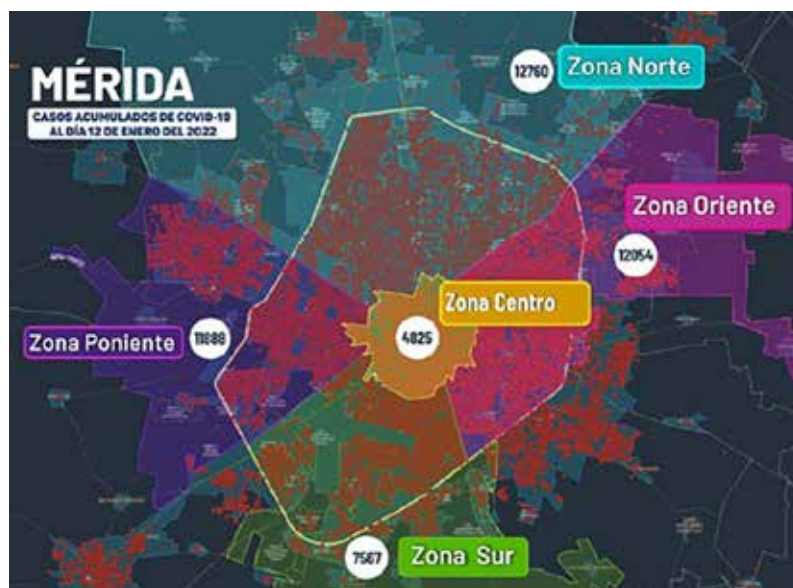 MÉRIDA
CASOS ACUMULADOS DE COVID-19
AL DÍA 12 DE ENERO DEL 2022
12760 Zona Norte
Zona Oriente
12054
Zona Centro
4825
Zona Poniente 11888
7567 Zona Sur